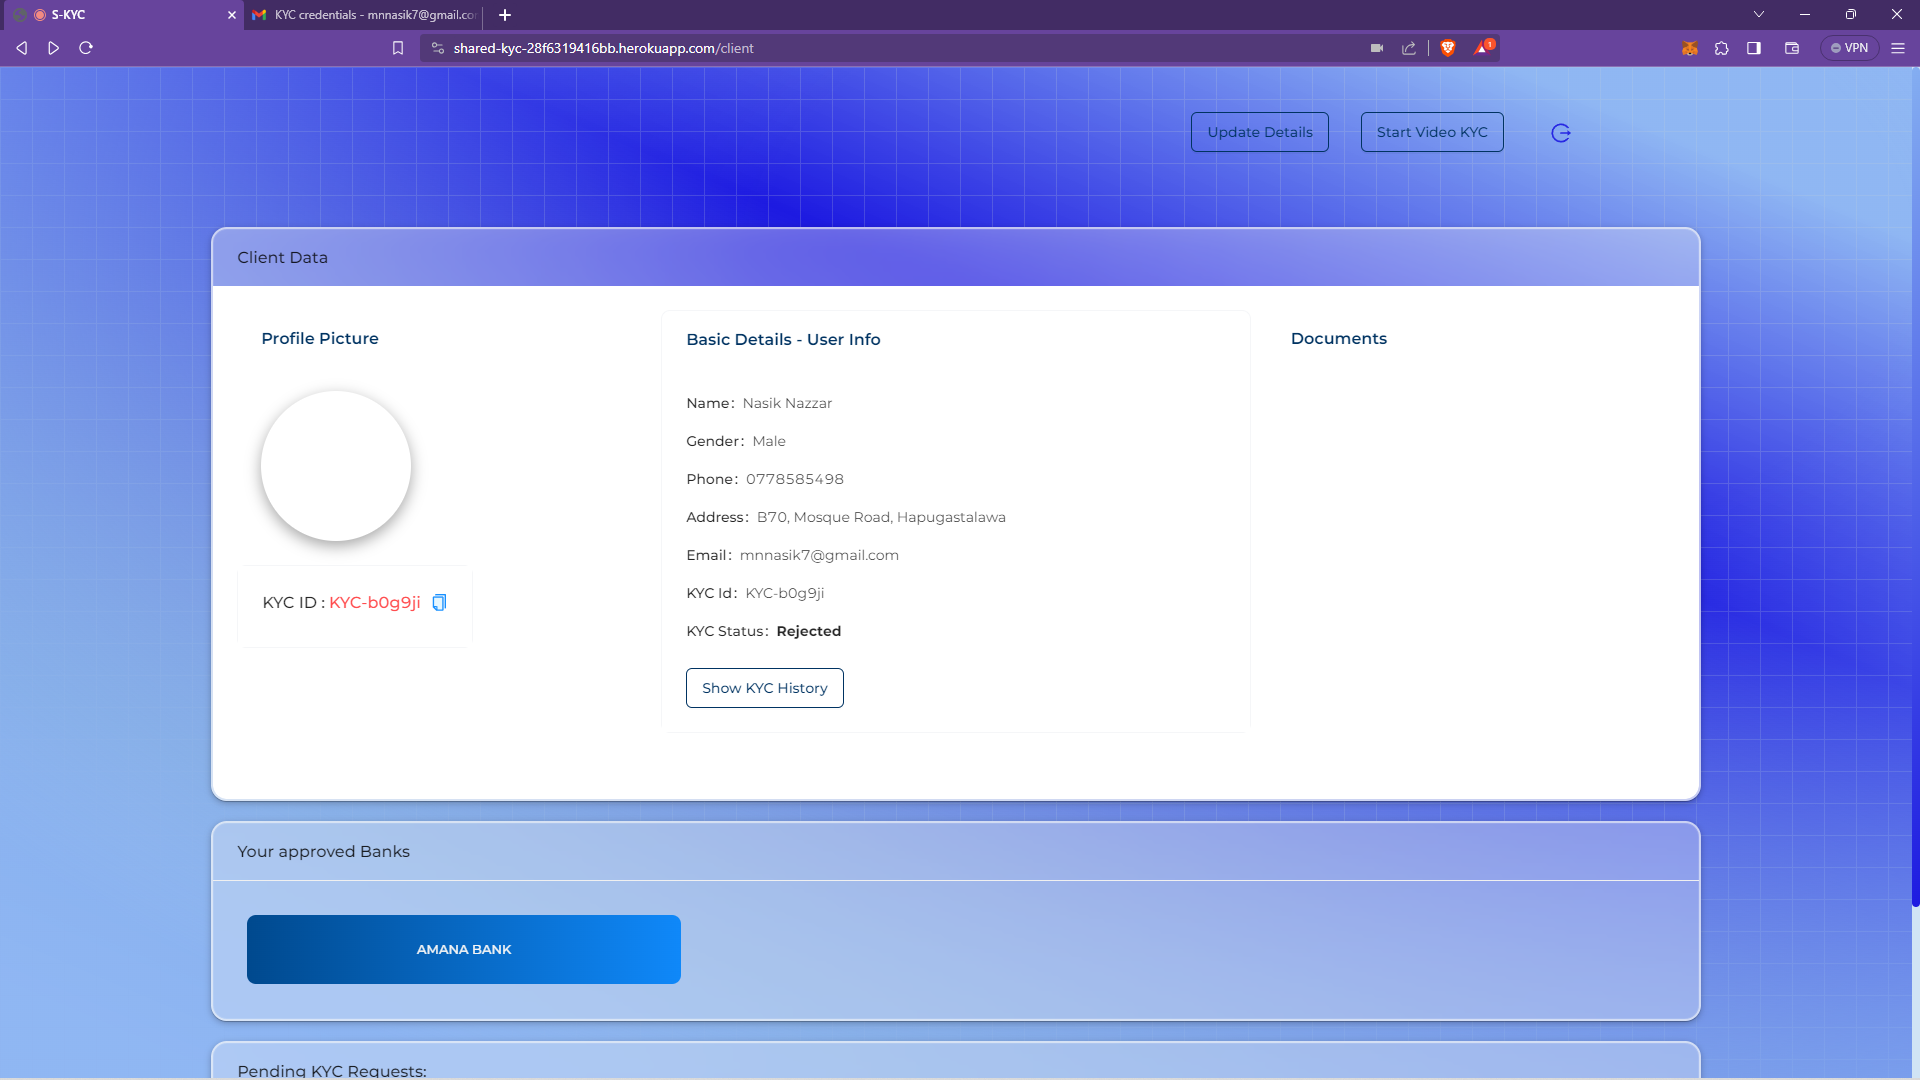 S-KYC
KYC credentials - mnnasik7@gmail.co
shared-kyc-28f6319416bb.herokuapp.com/client
1
VPN
Update Details
Start Video KYC
Client Data
Profile Picture
KYC ID : KYC-b0g9ji
Basic Details - User Info
Name: Nasik Nazzar
Gender: Male
Phone: 0778585498
Address: B70, Mosque Road, Hapugastalawa
Email: mnnasik7@gmail.com
KYC Id: KYC-b0g9ji
KYC Status: Rejected
Show KYC History
Documents
Your approved Banks
AMANA BANK
Pending KYC Requests: